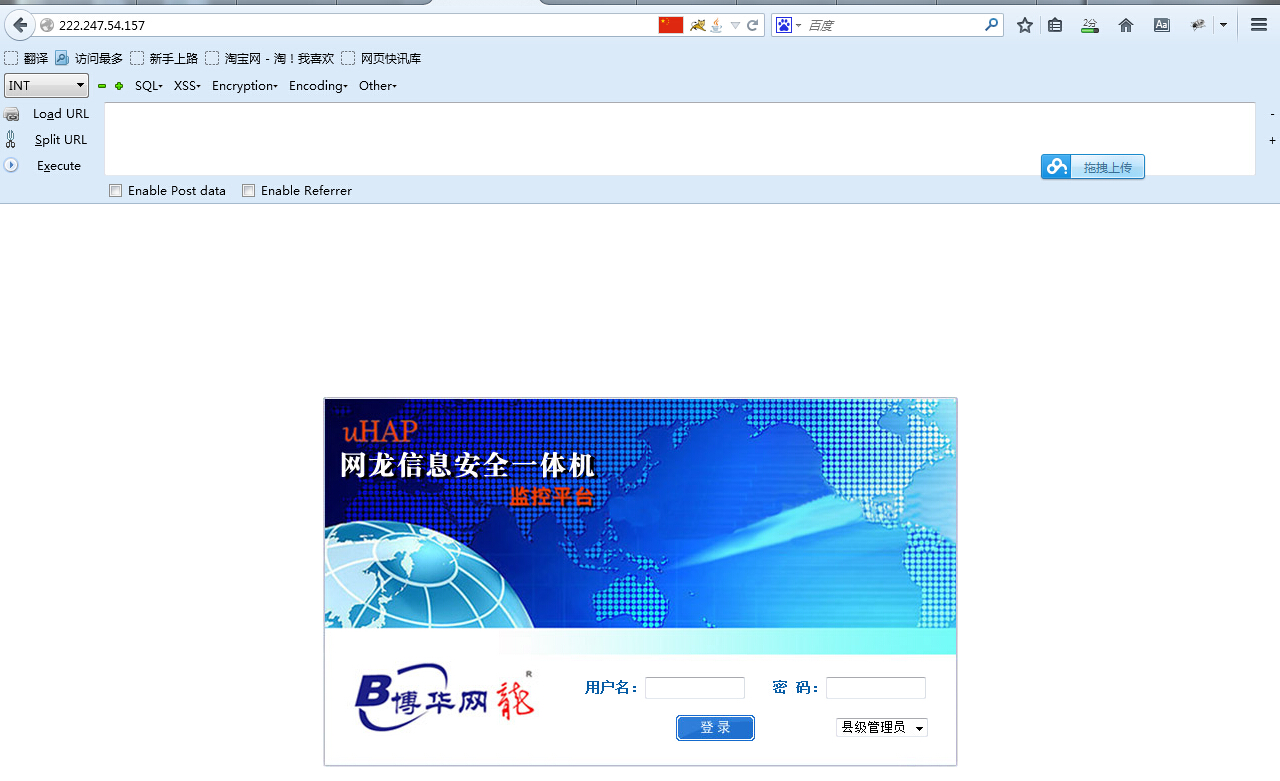 222.247.54.157 百度 2分 Aa
翻译 访问最多 新手上路 淘宝网 - 淘！我喜欢 网页快讯库
INT SQL XSS Encryption Encoding Other
Load URL -
Split URL +
Execute 拖拽上传
Enable Post data Enable Referrer
uHAP
网龙信息安全一体机
监控平台
B博华网龍®
用户名： 密 码：
登 录 县级管理员